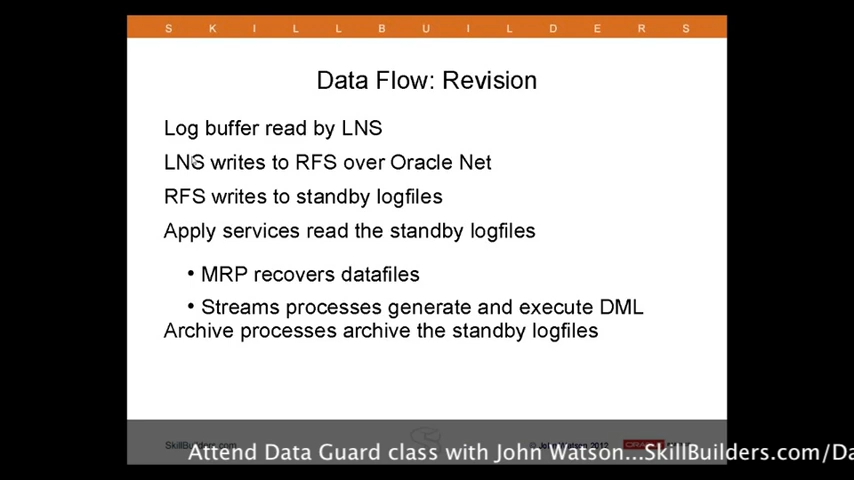 S K I L L B U I L D E R S
Data Flow: Revision
Log buffer read by LNS
LNS writes to RFS over Oracle Net
RFS writes to standby logfiles
Apply services read the standby logfiles
• MRP recovers datafiles
• Streams processes generate and execute DML
Archive processes archive the standby logfiles
SkillBuilders.com © John Watson 2012 ORACLE
Attend Data Guard class with John Watson...SkillBuilders.com/Da